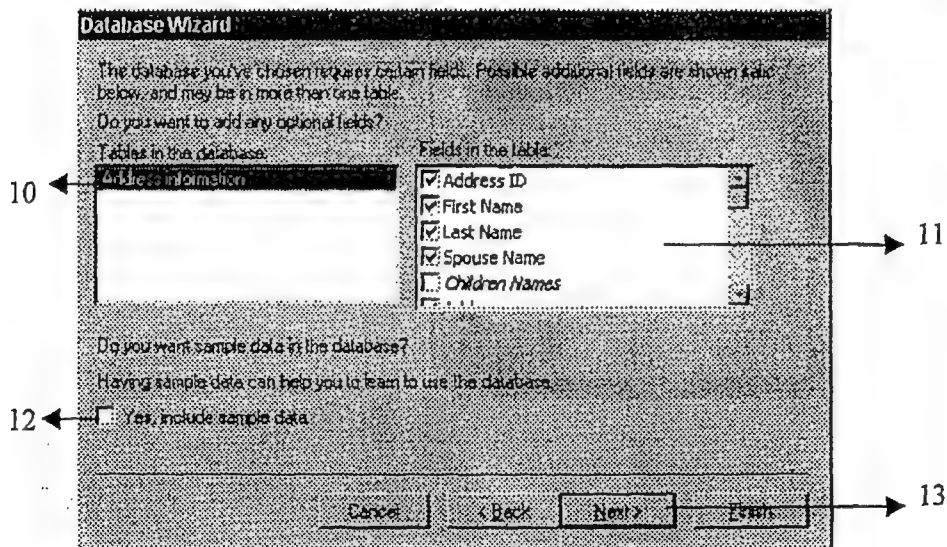 Database Wizard
The database you've chosen requires certain fields. Possible additional fields are shown italic
below, and may be in more than one table.
Do you want to add any optional fields?
Tables in the database:
Fields in the table:
10
Address information
Address ID
First Name
Last Name
Spouse Name
Children Names
11
Do you want sample data in the database?
Having sample data can help you to learn to use the database.
12
Yes, include sample data.
Cancel
< Back
Next >
Finish
13